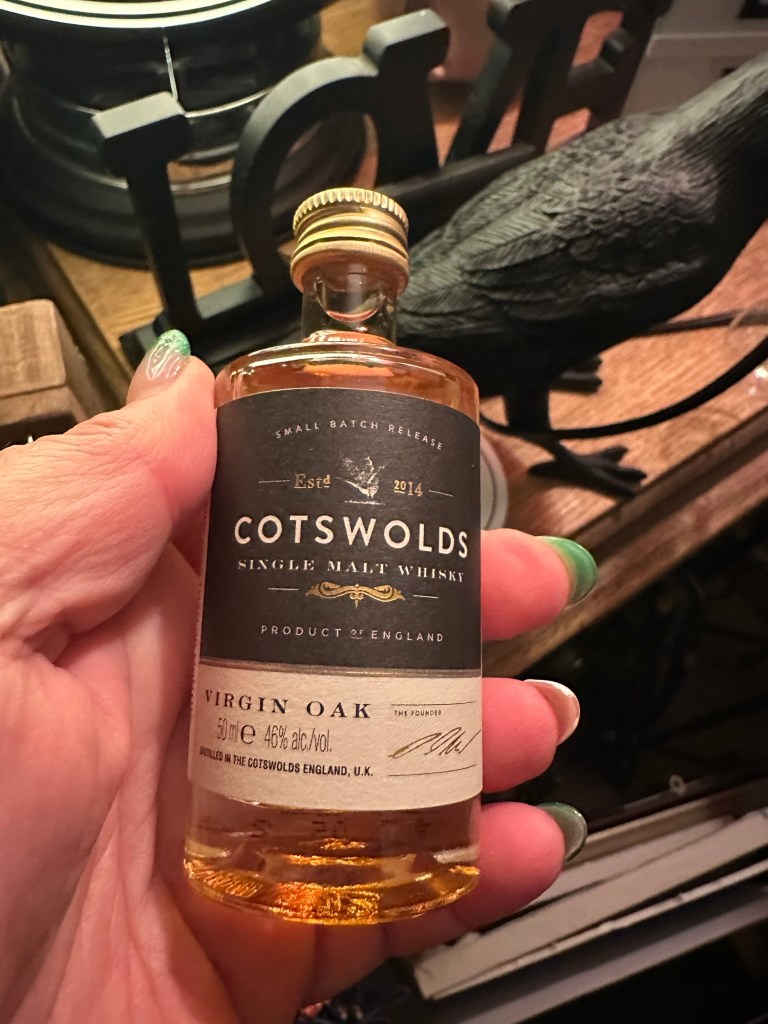 SMALL BATCH RELEASE
Estd 2014
COTSWOLDS
SINGLE MALT WHISKY
PRODUCT OF ENGLAND
VIRGIN OAK
THE FOUNDER
50 ml e 46% alc./vol.
DISTILLED IN THE COTSWOLDS ENGLAND, U.K.